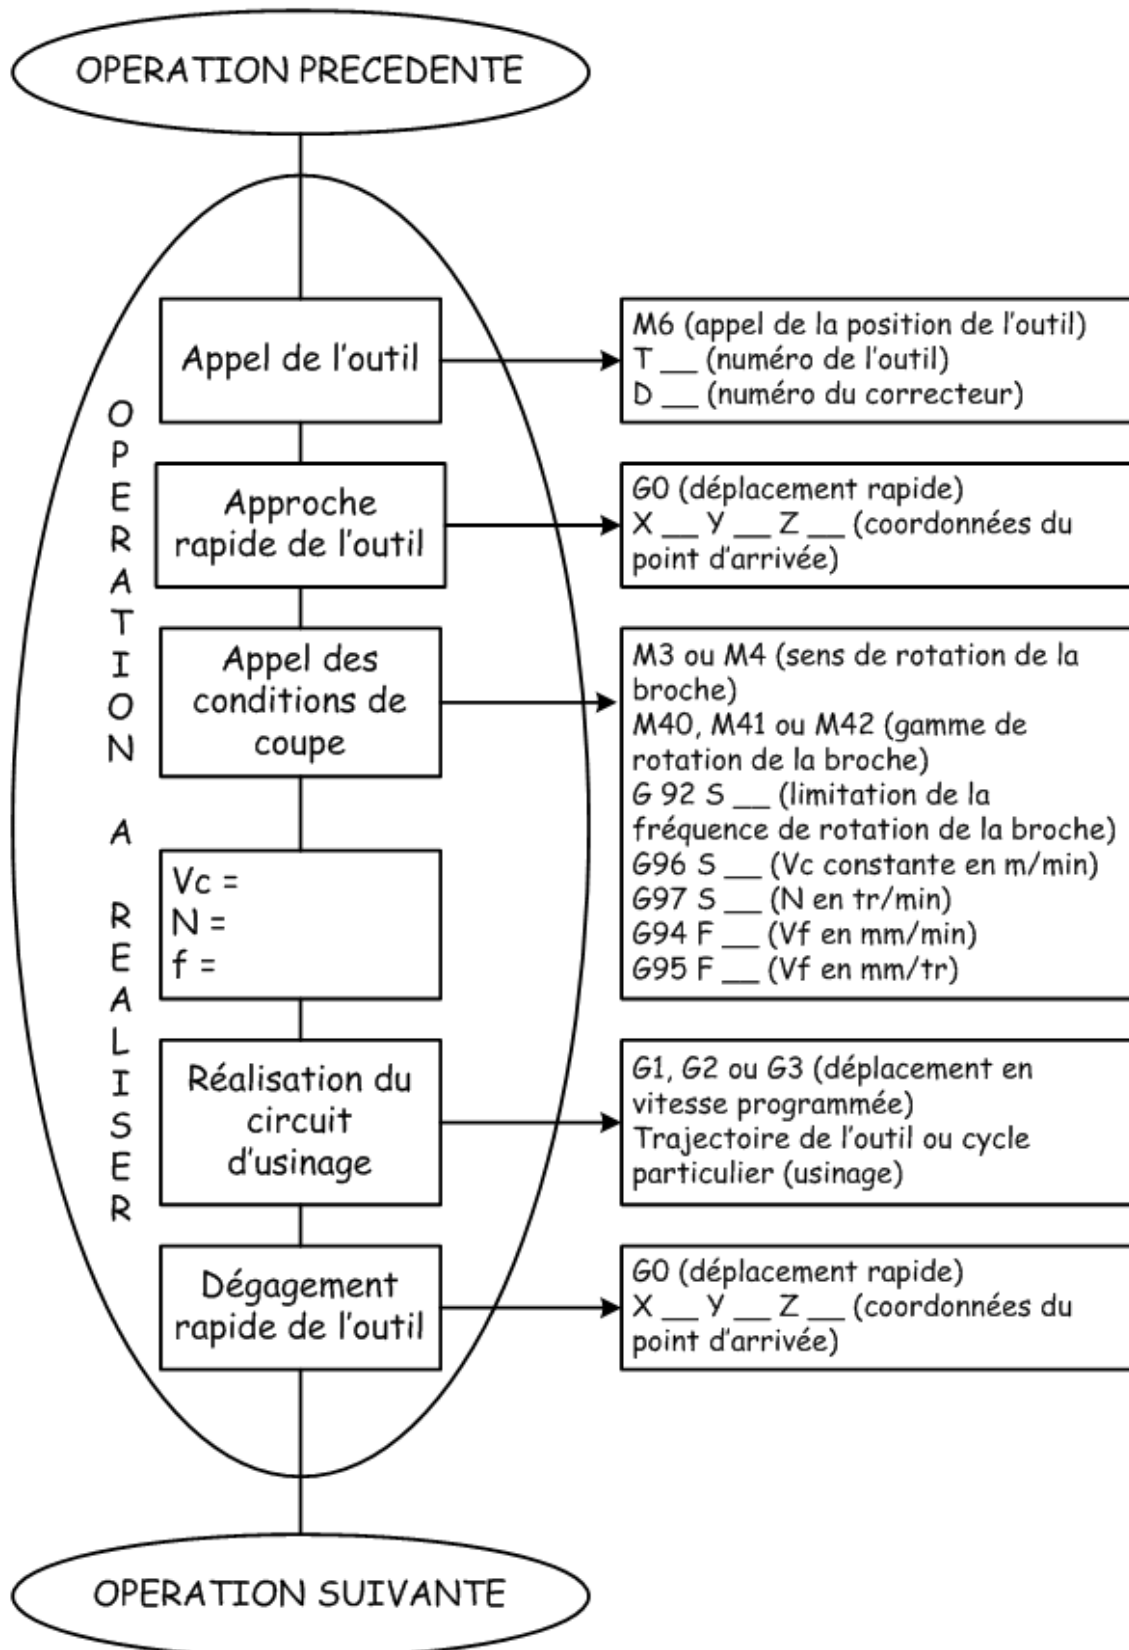 OPERATION PRECEDENTE
OPERATION A REALISER
Appel de l'outil
M6 (appel de la position de l'outil)
T __ (numéro de l'outil)
D __ (numéro du correcteur)
Approche
rapide de l'outil
G0 (déplacement rapide)
X __ Y __ Z __ (coordonnées du
point d'arrivée)
Appel des
conditions de
coupe
M3 ou M4 (sens de rotation de la
broche)
M40, M41 ou M42 (gamme de
rotation de la broche)
G 92 S __ (limitation de la
fréquence de rotation de la broche)
G96 S __ (Vc constante en m/min)
G97 S __ (N en tr/min)
G94 F __ (Vf en mm/min)
G95 F __ (Vf en mm/tr)
Vc =
N =
f =
Réalisation du
circuit
d'usinage
G1, G2 ou G3 (déplacement en
vitesse programmée)
Trajectoire de l'outil ou cycle
particulier (usinage)
Dégagement
rapide de l'outil
G0 (déplacement rapide)
X __ Y __ Z __ (coordonnées du
point d'arrivée)
OPERATION SUIVANTE